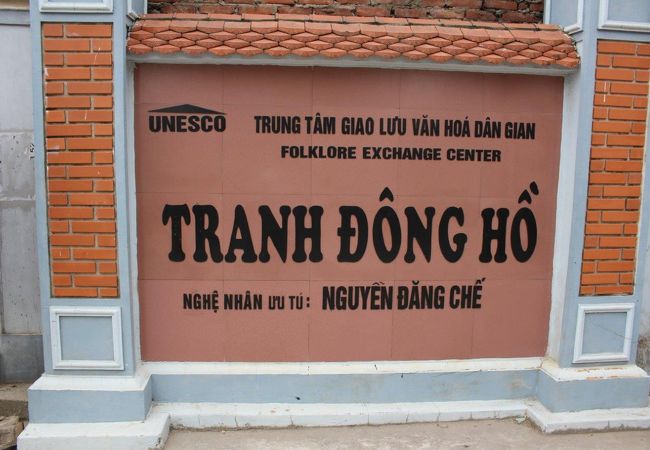 UNESCO
TRUNG TÂM GIAO LƯU VĂN HOÁ DÂN GIAN
FOLKLORE EXCHANGE CENTER
TRANH ĐÔNG HỒ
NGHỆ NHÂN ƯU TÚ: NGUYỄN ĐĂNG CHẾ